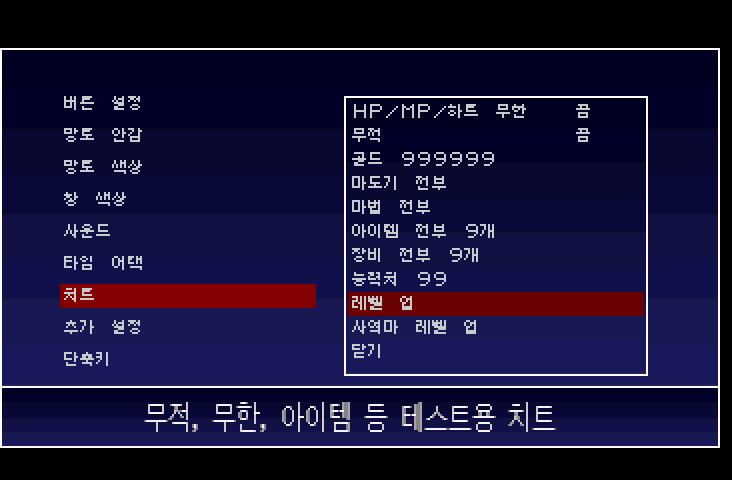 버튼 설정
망토 안감
망토 색상
창 색상
사운드
타임 어택
치트
추가 설정
단축키
HP/MP/하트 무한 끔
무적 끔
골드 999999
마도기 전부
마법 전부
아이템 전부 9개
장비 전부 9개
능력치 99
레벨 업
사역마 레벨 업
닫기
무적, 무한, 아이템 등 테스트용 치트